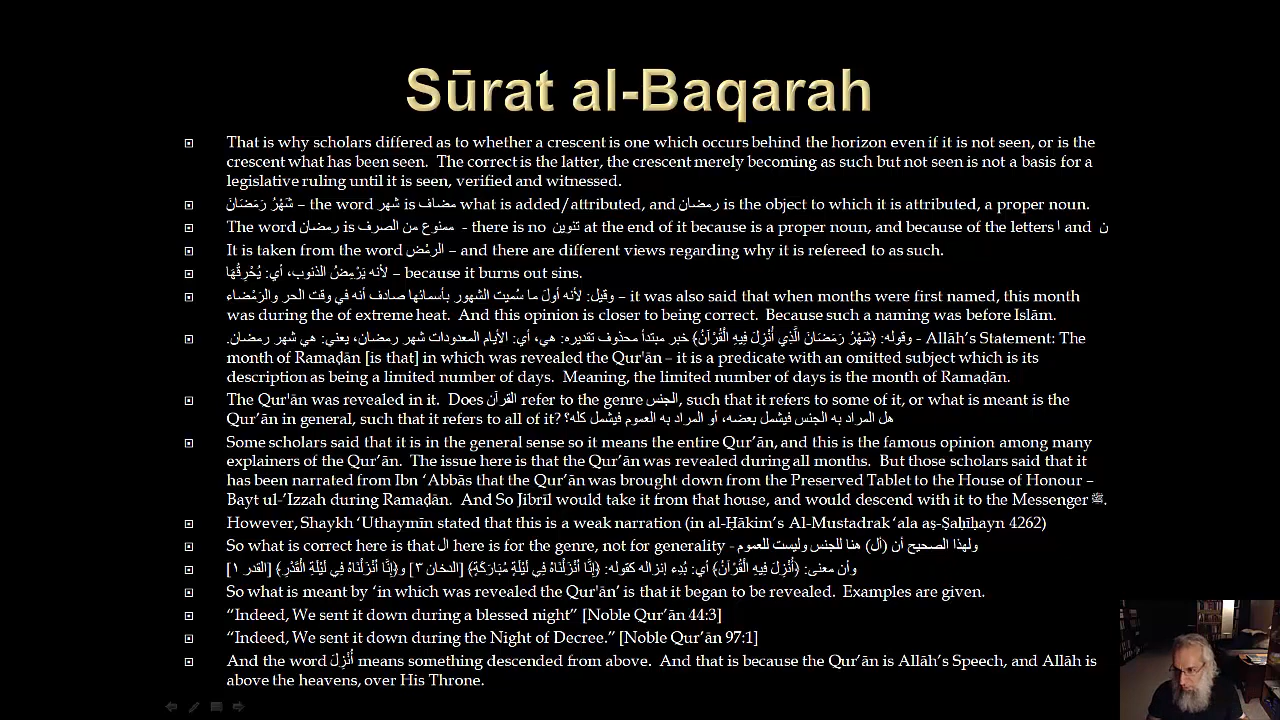 Sūrat al-Baqarah
That is why scholars differed as to whether a crescent is one which occurs behind the horizon even if it is not seen, or is the
crescent what has been seen. The correct is the latter, the crescent merely becoming as such but not seen is not a basis for a
legislative ruling until it is seen, verified and witnessed.
شَهْرُ رَمَضَانَ – the word شهر is مضاف what is added/attributed, and رمضان is the object to which it is attributed, a proper noun.
The word رمضان is ممنوع من الصرف - there is no تنوين at the end of it because is a proper noun, and because of the letters ا and ن
It is taken from the word الرمْض – and there are different views regarding why it is refereed to as such.
لأنه يَرْمِضُ الذنوب، أي: يُحْرِقُهَا – because it burns out sins.
وقيل: لأنه أولَ ما سُميت الشهور بأسمائها صادف أنه في وقت الحر والرَمْضاء – it was also said that when months were first named, this month
was during the of extreme heat. And this opinion is closer to being correct. Because such a naming was before Islām.
وقوله: ﴿شَهْرُ رَمَضَانَ الَّذِي أُنْزِلَ فِيهِ الْقُرْآنُ﴾ خبر مبتدأ محذوف تقديره: هي، أي: الأيام المعدودات شهر رمضان، يعني: هي شهر رمضان. - Allāh’s Statement: The
month of Ramaḍān [is that] in which was revealed the Qur'ān – it is a predicate with an omitted subject which is its
description as being a limited number of days. Meaning, the limited number of days is the month of Ramaḍān.
The Qur'ān was revealed in it. Does القرآن refer to the genre الجنس, such that it refers to some of it, or what is meant is the
Qur’ān in general, such that it refers to all of it? هل المراد به الجنس فيشمل بعضه، أو المراد به العموم فيشمل كله؟
Some scholars said that it is in the general sense so it means the entire Qur’ān, and this is the famous opinion among many
explainers of the Qur’ān. The issue here is that the Qur’ān was revealed during all months. But those scholars said that it
has been narrated from Ibn ‘Abbās that the Qur’ān was brought down from the Preserved Tablet to the House of Honour –
Bayt ul-’Izzah during Ramaḍān. And So Jibrīl would take it from that house, and would descend with it to the Messenger ﷺ.
However, Shaykh ‘Uthaymīn stated that this is a weak narration (in al-Ḥākim’s Al-Mustadrak ‘ala aṣ-Ṣaḥīḥayn 4262)
So what is correct here is that ال here is for the genre, not for generality - ولهذا الصحيح أن (أل) هنا للجنس وليست للعموم
وأن معنى: ﴿أُنْزِلَ فِيهِ الْقُرْآنُ﴾ أي: بُدِء إنزاله كقوله: ﴿إِنَّا أَنْزَلْنَاهُ فِي لَيْلَةٍ مُبَارَكَةٍ﴾ [الدخان ٣] و﴿إِنَّا أَنْزَلْنَاهُ فِي لَيْلَةِ الْقَدْرِ﴾ [القدر ١]
So what is meant by ‘in which was revealed the Qur'ān’ is that it began to be revealed. Examples are given.
“Indeed, We sent it down during a blessed night” [Noble Qur’ān 44:3]
“Indeed, We sent it down during the Night of Decree.” [Noble Qur’ān 97:1]
And the word أُنْزِلَ means something descended from above. And that is because the Qur’ān is Allāh’s Speech, and Allāh is
above the heavens, over His Throne.